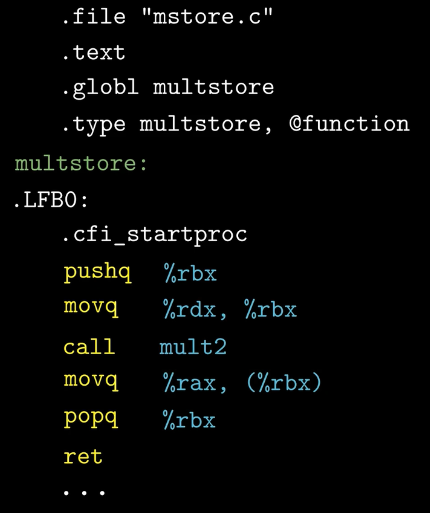 .file "mstore.c"
.text
.globl multstore
.type multstore, @function
multstore:
.LFB0:
.cfi_startproc
pushq %rbx
movq %rdx, %rbx
call mult2
movq %rax, (%rbx)
popq %rbx
ret
...